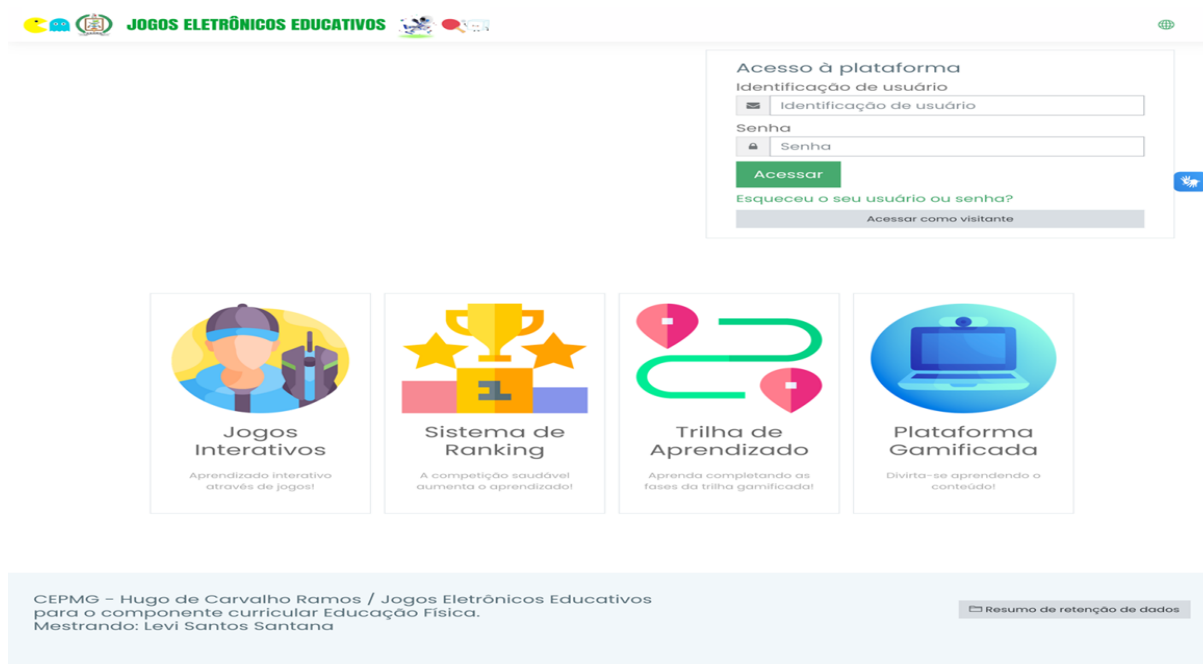 JOGOS ELETRÔNICOS EDUCATIVOS
Acesso à plataforma
Identificação de usuário
Identificação de usuário
Senha
Senha
Acessar
Esqueceu o seu usuário ou senha?
Acessar como visitante
1
Jogos
Interativos
Aprendizado interativo
através de jogos!
Sistema de
Ranking
A competição saudável
aumenta o aprendizado!
Trilha de
Aprendizado
Aprenda completando as
fases da trilha gamificada!
Plataforma
Gamificada
Divirta-se aprendendo o
conteúdo!
CEPMG - Hugo de Carvalho Ramos / Jogos Eletrônicos Educativos
para o componente curricular Educação Física.
Mestrando: Levi Santos Santana
Resumo de retenção de dados